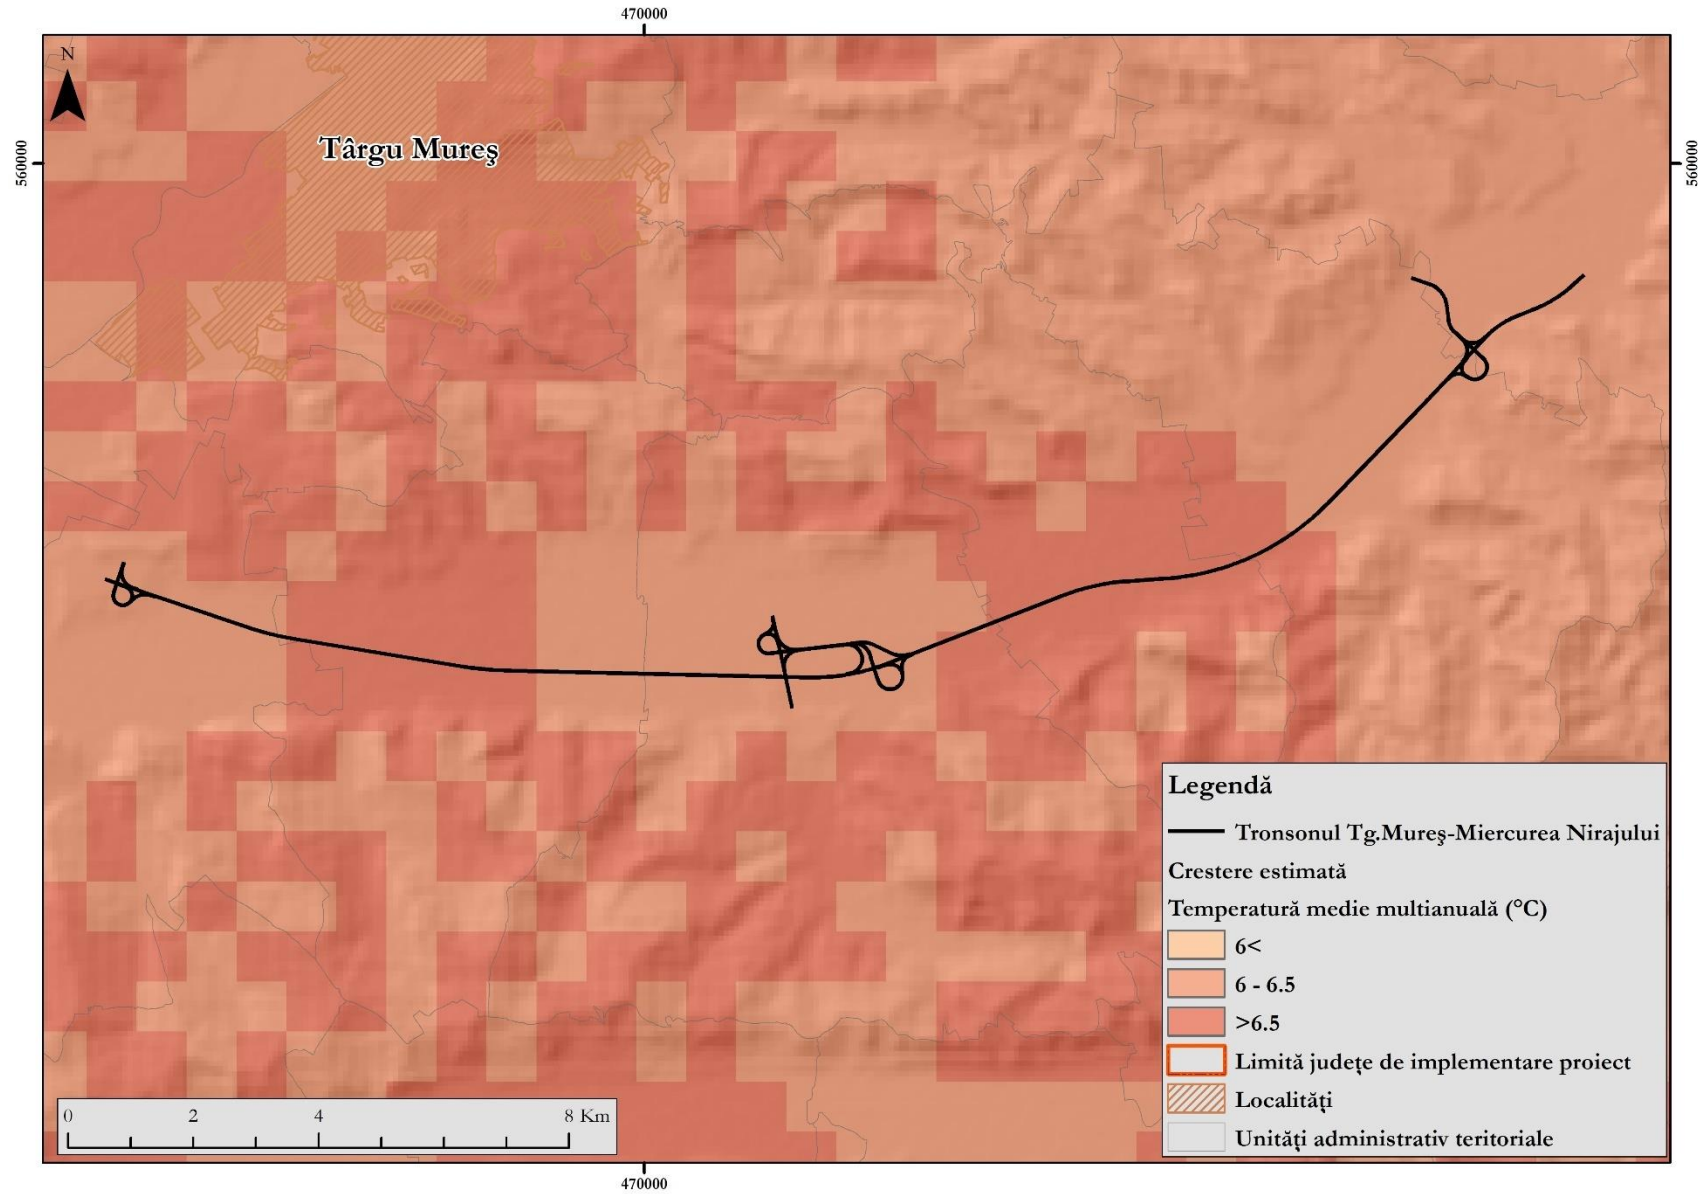 470000
N
Târgu Mureş
560000
560000
Legendă
Tronsonul Tg.Mureş-Miercurea Nirajului
Crestere estimată
Temperatură medie multianuală (°C)
6<
6 - 6.5
>6.5
Limită județe de implementare proiect
Localități
Unități administrativ teritoriale
0 2 4 8 Km
470000